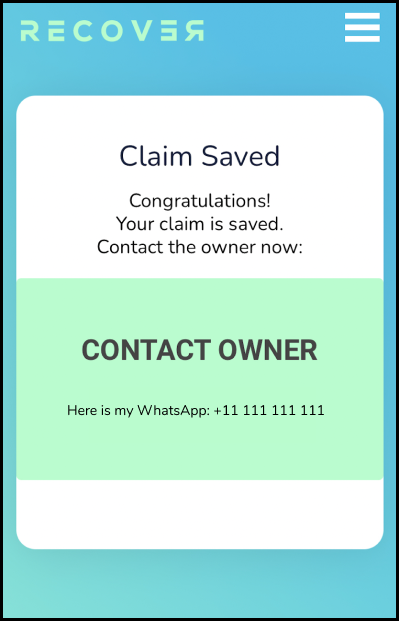 RECOVER
Claim Saved
Congratulations!
Your claim is saved.
Contact the owner now:
CONTACT OWNER
Here is my WhatsApp: +11 111 111 111